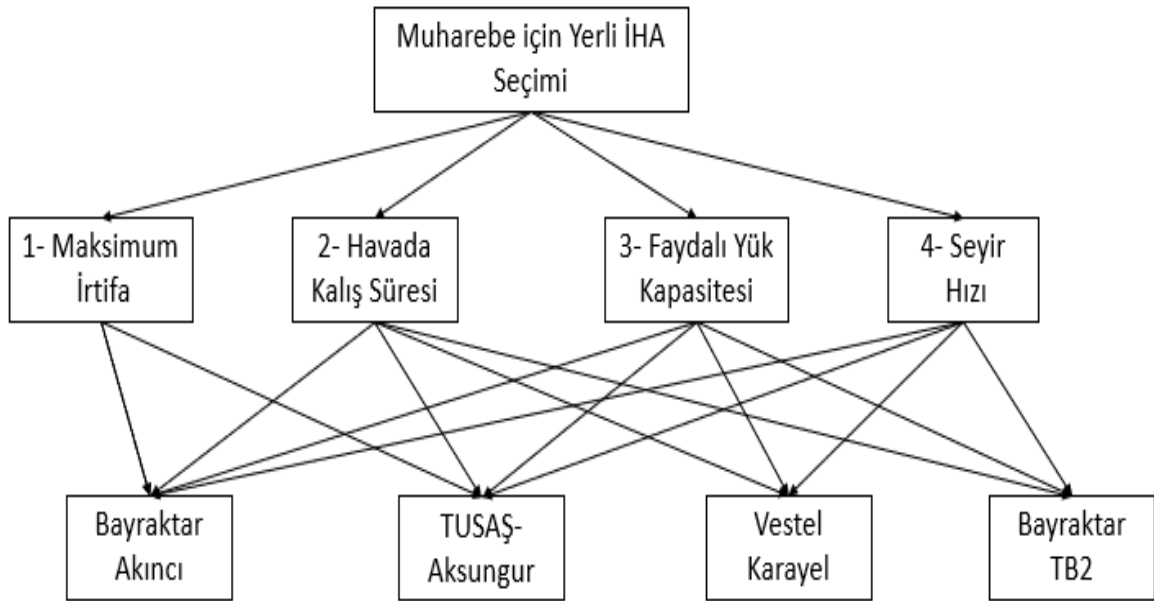 Muharebe için Yerli İHA
Seçimi
1- Maksimum
İrtifa
2- Havada
Kalış Süresi
3- Faydalı Yük
Kapasitesi
4- Seyir
Hızı
Bayraktar
Akıncı
TUSAŞ-
Aksungur
Vestel
Karayel
Bayraktar
TB2